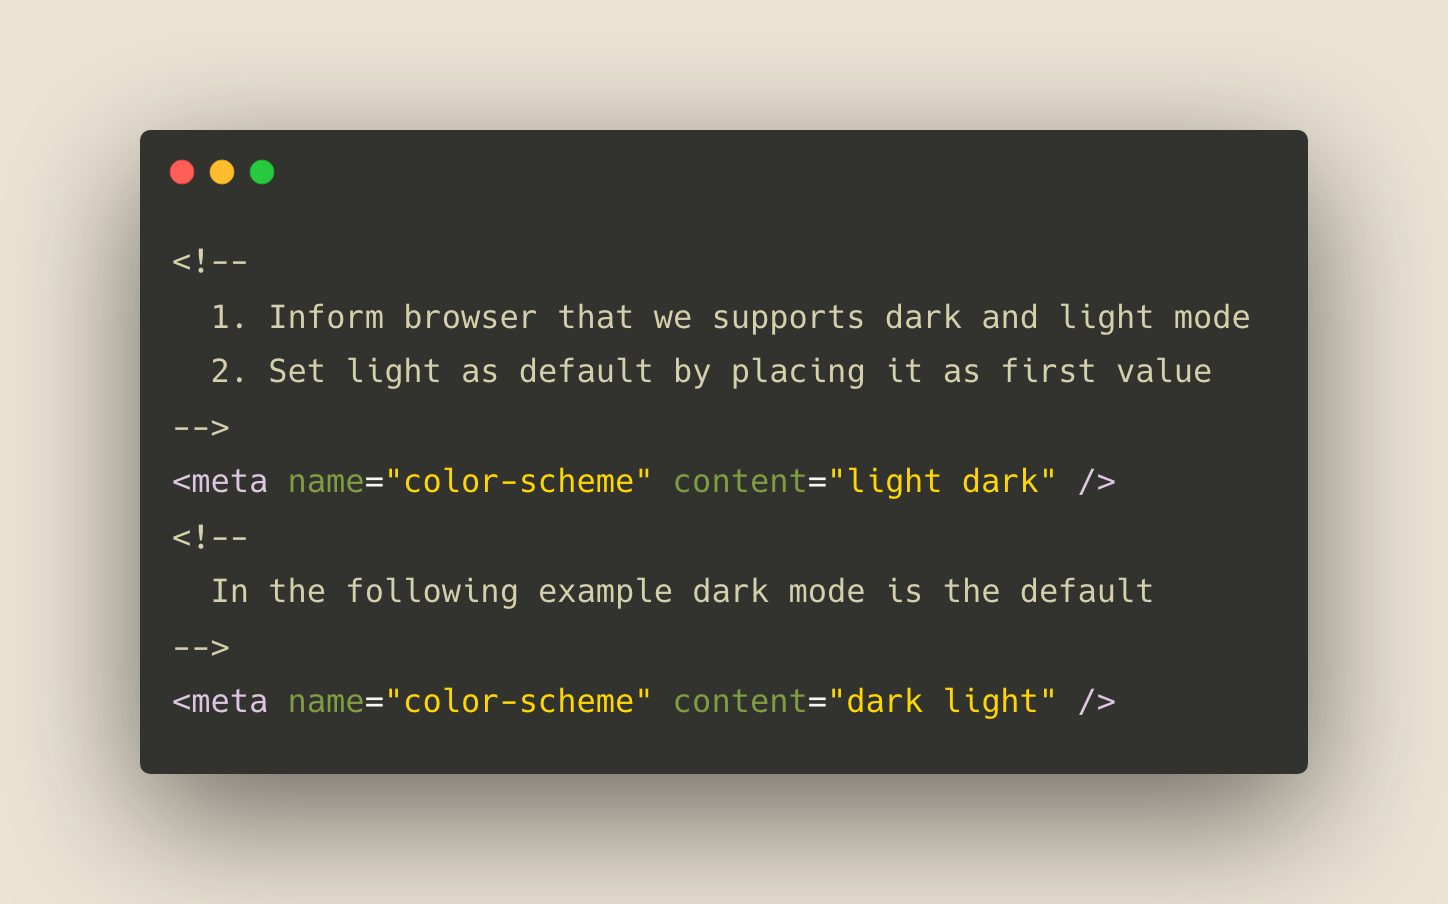 <!--
  1. Inform browser that we supports dark and light mode
  2. Set light as default by placing it as first value
-->
<meta name="color-scheme" content="light dark" />
<!--
  In the following example dark mode is the default
-->
<meta name="color-scheme" content="dark light" />